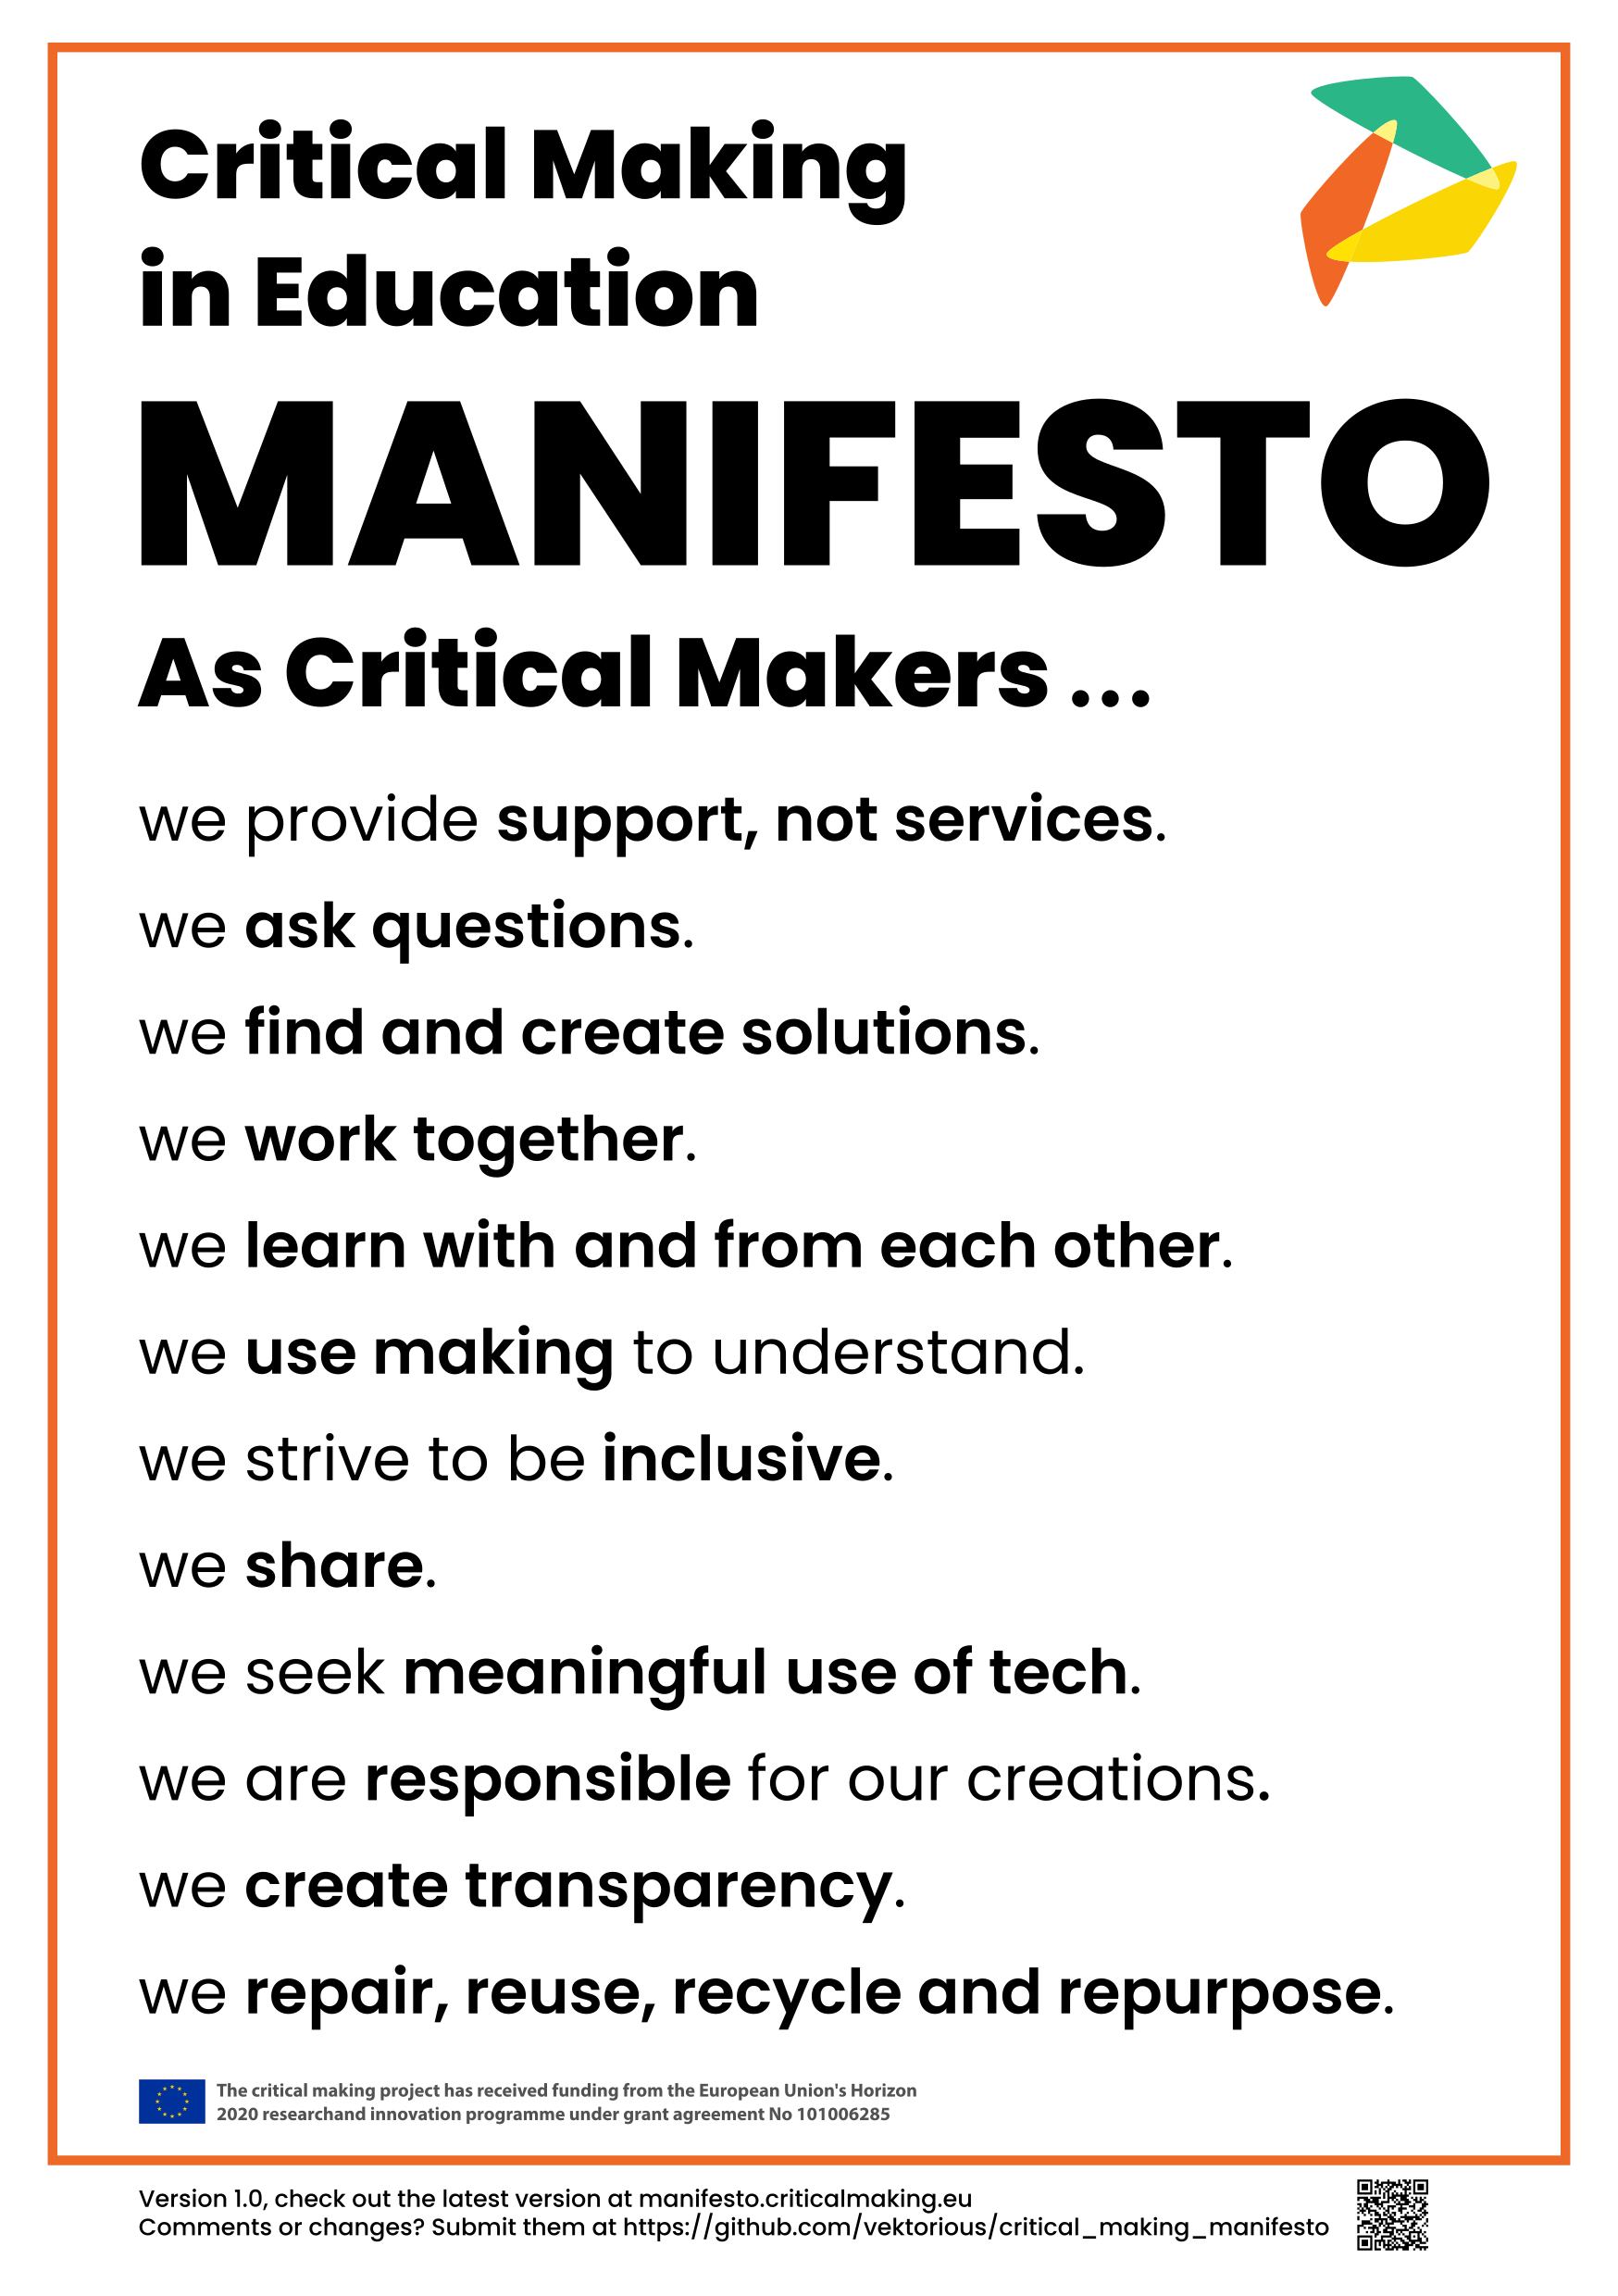 Critical Making
in Education
MANIFESTO
As Critical Makers ...
we provide support, not services.
we ask questions.
we find and create solutions.
we work together.
we learn with and from each other.
we use making to understand.
we strive to be inclusive.
we share.
we seek meaningful use of tech.
we are responsible for our creations.
we create transparency.
we repair, reuse, recycle and repurpose.
The critical making project has received funding from the European Union's Horizon
2020 researchand innovation programme under grant agreement No 101006285
Version 1.0, check out the latest version at manifesto.criticalmaking.eu
Comments or changes? Submit them at https://github.com/vektorious/critical_making_manifesto